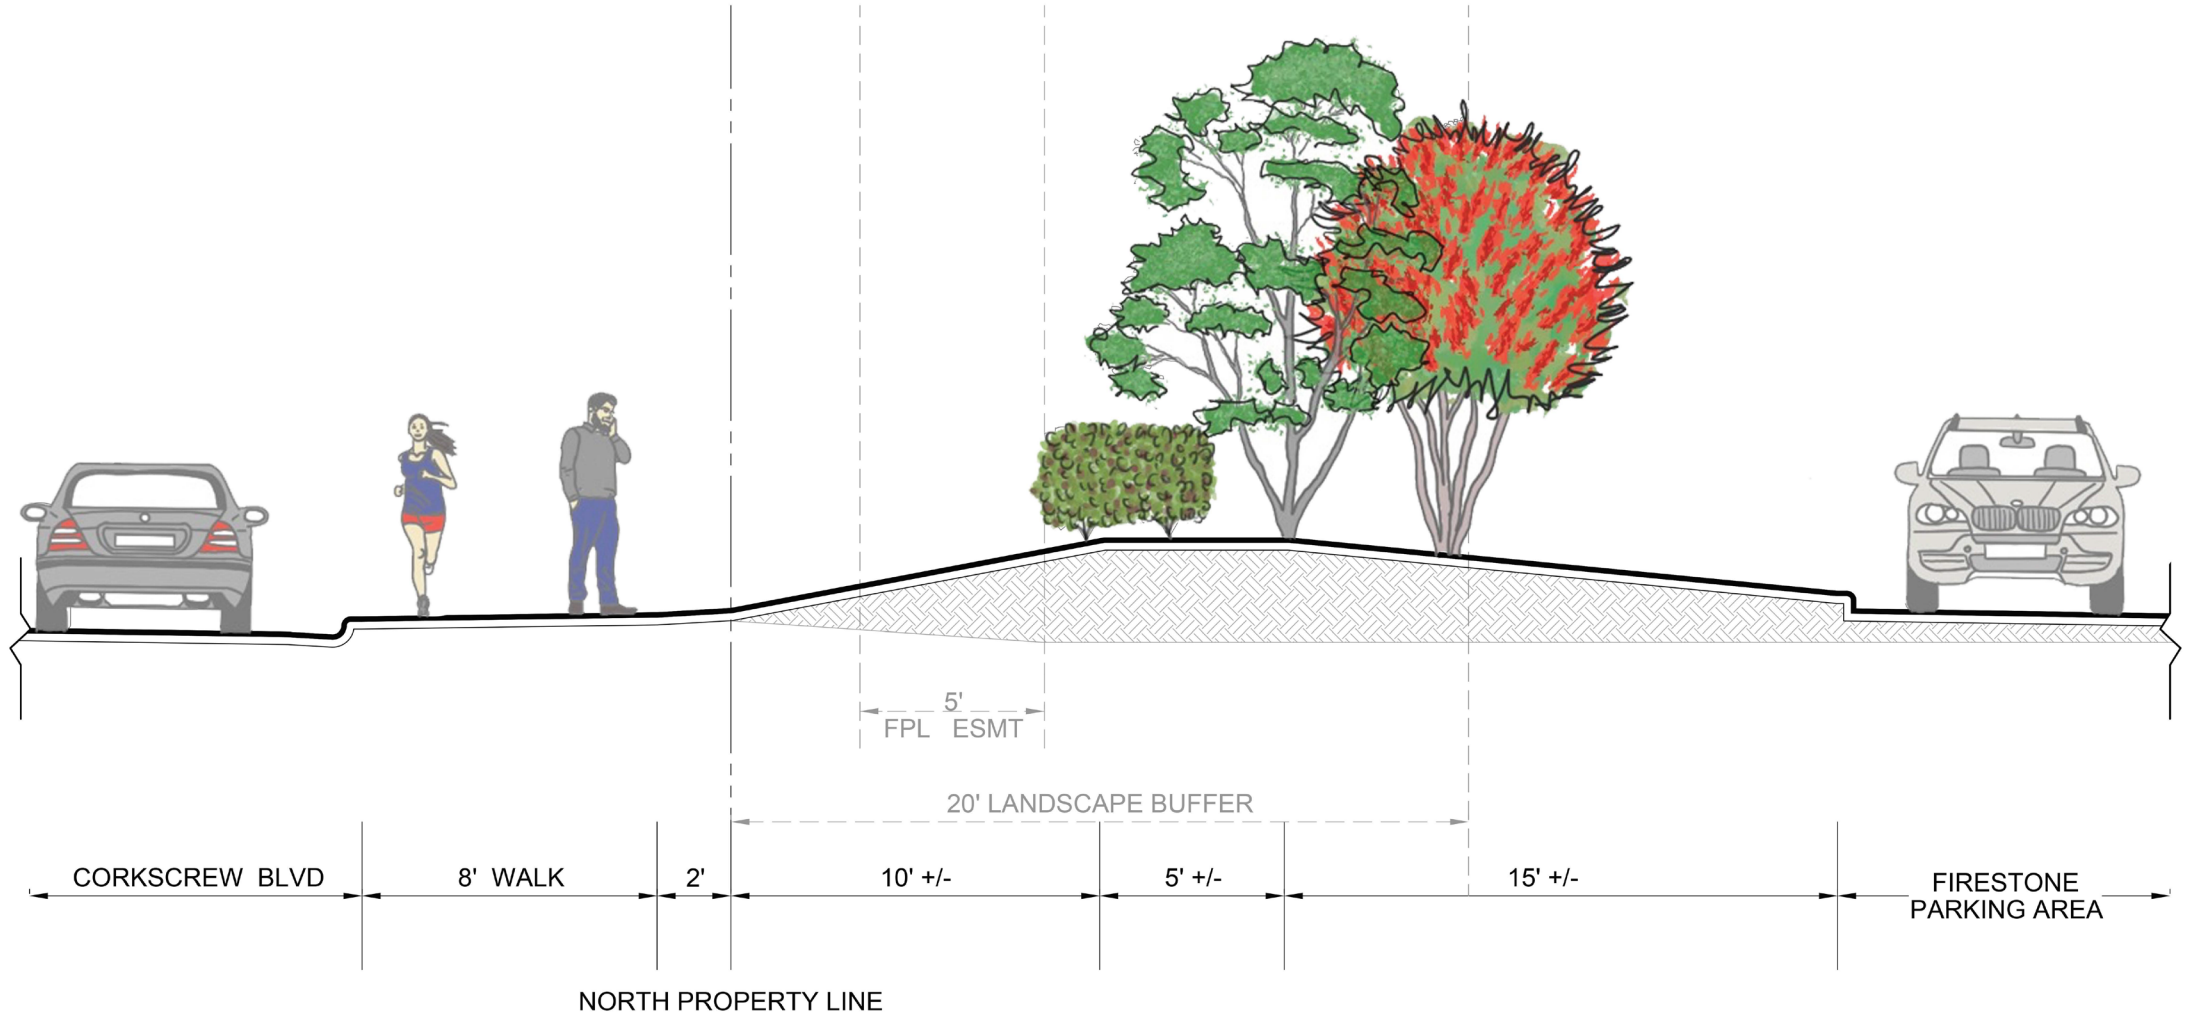 5'
FPL ESMT
20' LANDSCAPE BUFFER
CORKSCREW BLVD
8' WALK
2'
10' +/-
5' +/-
15' +/-
FIRESTONE
PARKING AREA
NORTH PROPERTY LINE